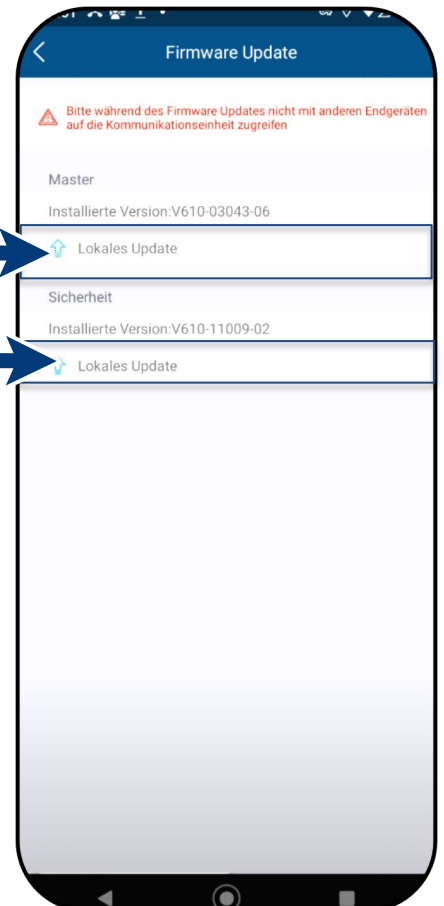 Firmware Update
Bitte während des Firmware Updates nicht mit anderen Endgeräten
auf die Kommunikationseinheit zugreifen
Master
Installierte Version:V610-03043-06
Lokales Update
Sicherheit
Installierte Version:V610-11009-02
Lokales Update